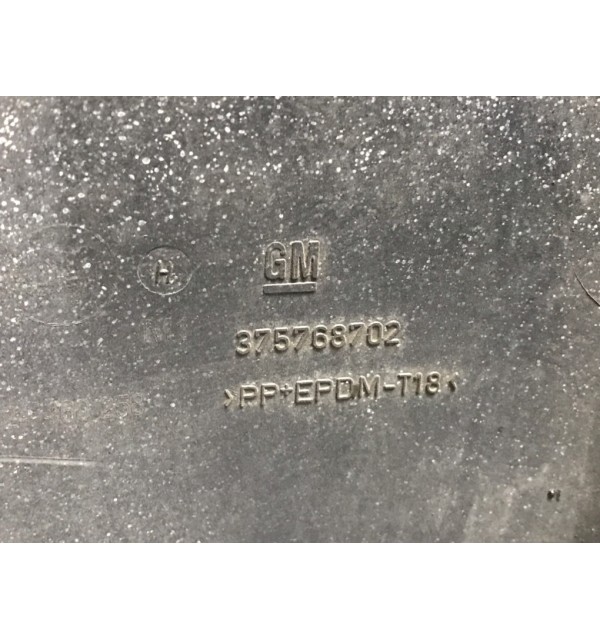 H
GM
375768702
>PP+EPDM-T18<